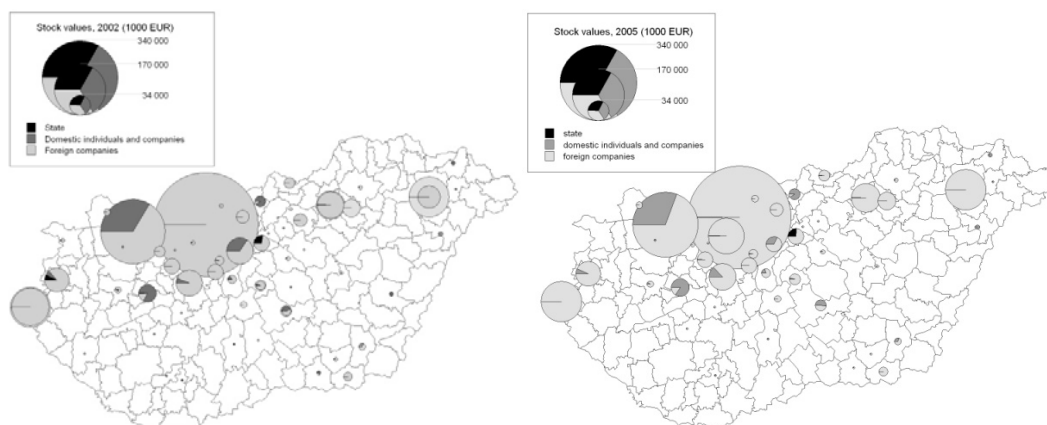 Stock values, 2002 (1000 EUR)
340 000
170 000
34 000
State
Domestic individuals and companies
Foreign companies
Stock values, 2005 (1000 EUR)
340 000
170 000
34 000
state
domestic individuals and companies
foreign companies